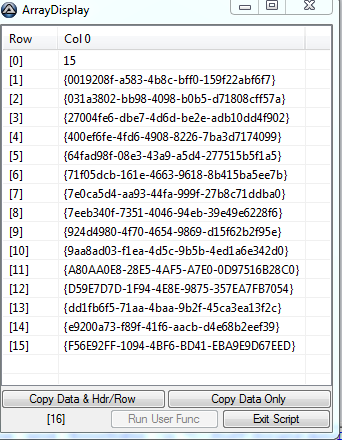 ArrayDisplay
Row Col 0
[0] 15
[1] {0019208f-a583-4b8c-bff0-159f22abf6f7}
[2] {031a3802-bb98-4098-b0b5-d71808cff57a}
[3] {27004fe6-dbe7-4d6d-be2e-adb10dd4f902}
[4] {400ef6fe-4fd6-4908-8226-7ba3d7174099}
[5] {64fad98f-08e3-43a9-a5d4-277515b5f1a5}
[6] {71f05dcb-161e-4663-9618-8b415ba5ee7b}
[7] {7e0ca5d4-aa93-44fa-999f-27b8c71ddba0}
[8] {7eeb340f-7351-4046-94eb-39e49e6228f6}
[9] {924d4980-4f70-4654-9869-d15f62b2f95e}
[10] {9aa8ad03-f1ea-4d5c-9b5b-4ed1a6e342d0}
[11] {A80AA0E8-28E5-4AF5-A7E0-0D97516B28C0}
[12] {D59E7D7D-1F94-4E8E-9875-357EA7FB7054}
[13] {dd1fb6f5-71aa-4baa-9b2f-45ca3ea13f2c}
[14] {e9200a73-f89f-41f6-aacb-d4e68b2eef39}
[15] {F56E92FF-1094-4BF6-BD41-EBA9E9D67EED}
Copy Data & Hdr/Row Copy Data Only
[16] Run User Func Exit Script